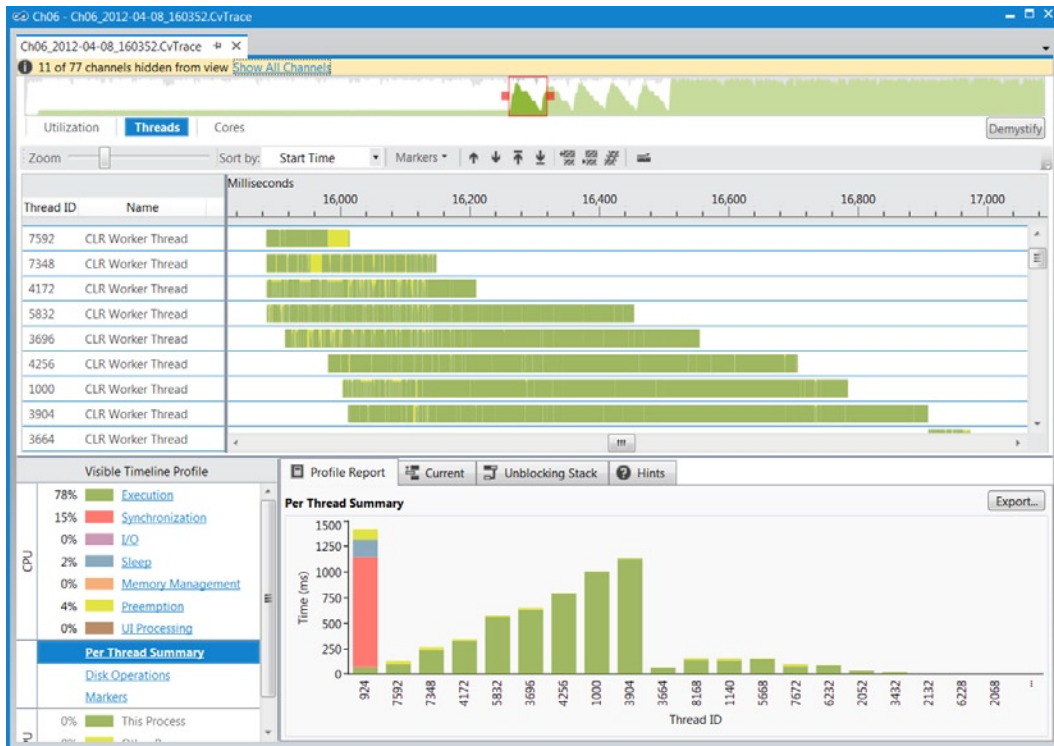 Ch06 - Ch06_2012-04-08_160352.CvTrace
Ch06_2012-04-08_160352.CvTrace
11 of 77 channels hidden from view Show All Channels
Utilization Threads Cores Demystify
Zoom Sort by: Start Time Markers
Milliseconds
Thread ID Name 16,000 16,200 16,400 16,600 16,800 17,000
7592 CLR Worker Thread
7348 CLR Worker Thread
4172 CLR Worker Thread
5832 CLR Worker Thread
3696 CLR Worker Thread
4256 CLR Worker Thread
1000 CLR Worker Thread
3904 CLR Worker Thread
3664 CLR Worker Thread
Visible Timeline Profile
CPU
78% Execution
15% Synchronization
0% I/O
2% Sleep
0% Memory Management
4% Preemption
0% UI Processing
Per Thread Summary
Disk Operations
Markers
0% This Process
Profile Report Current Unblocking Stack Hints
Per Thread Summary Export...
Time (ms)
1500
1250
1000
750
500
250
0
924 7592 7348 4172 5832 3696 4256 1000 3904 3664 8168 1140 5668 7672 6232 2052 3432 2132 6228 2068
Thread ID